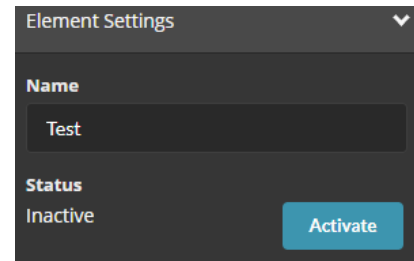 Element Settings
Name
Test
Status
Inactive
Activate